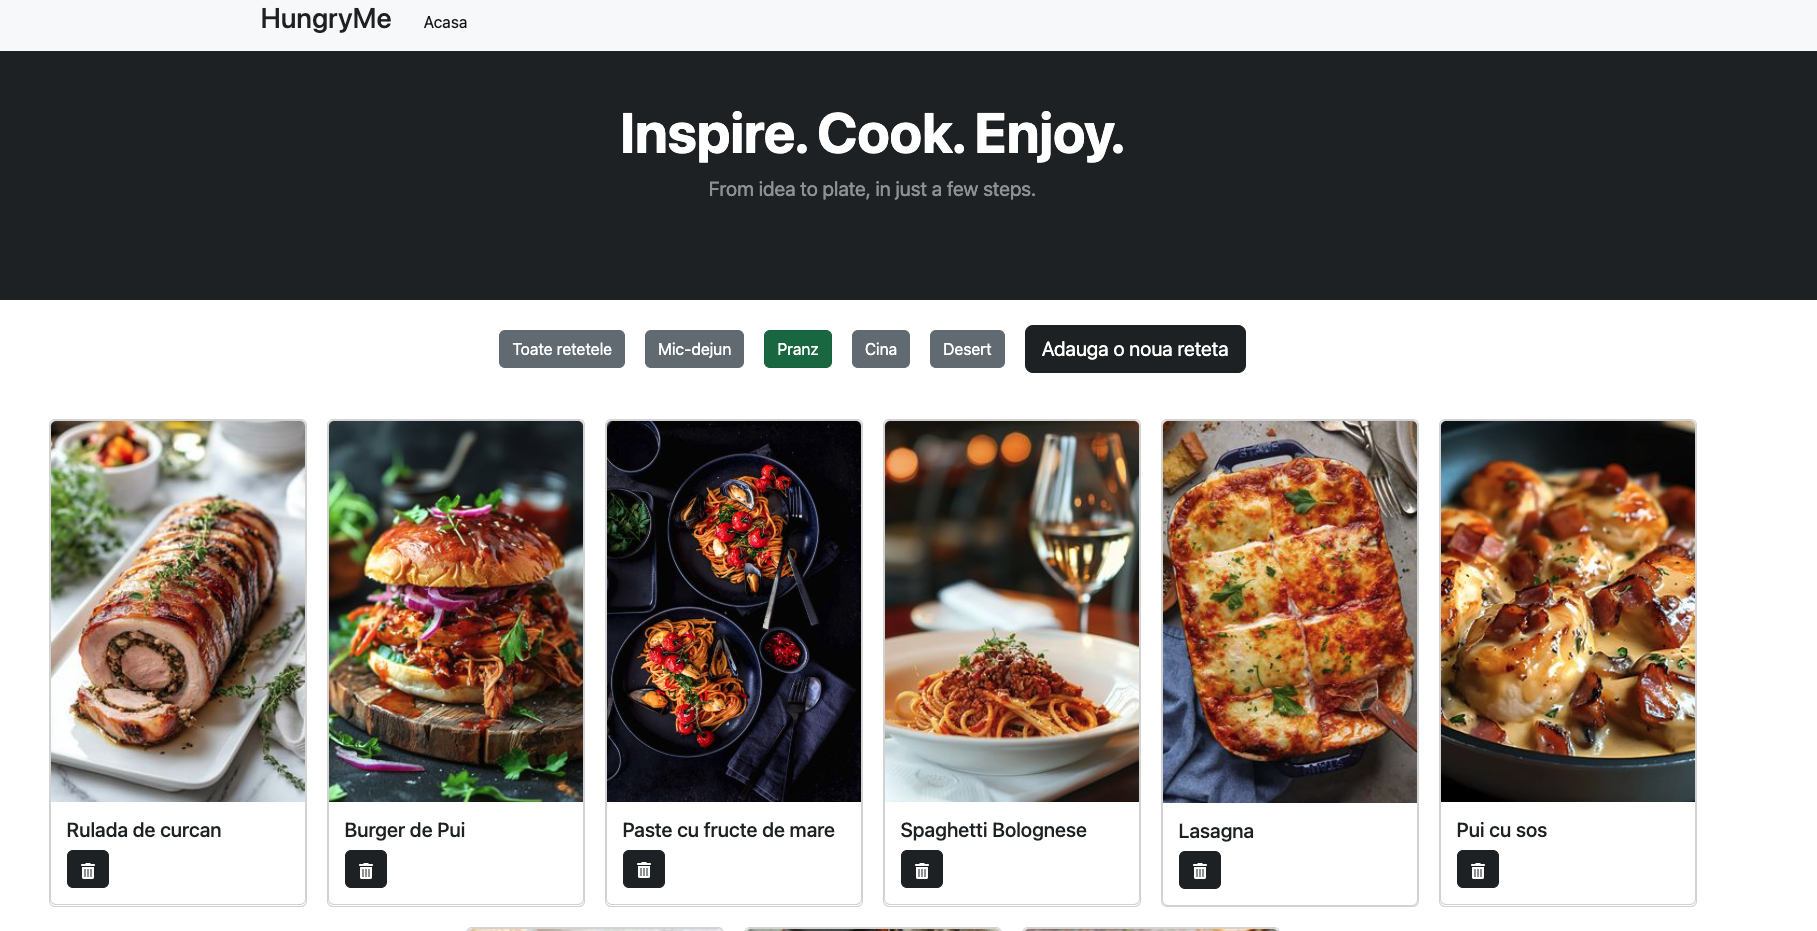 HungryMe Acasa
Inspire. Cook. Enjoy.
From idea to plate, in just a few steps.
Toate retetele Mic-dejun Pranz Cina Desert Adauga o noua reteta
Rulada de curcan Burger de Pui Paste cu fructe de mare Spaghetti Bolognese Lasagna Pui cu sos